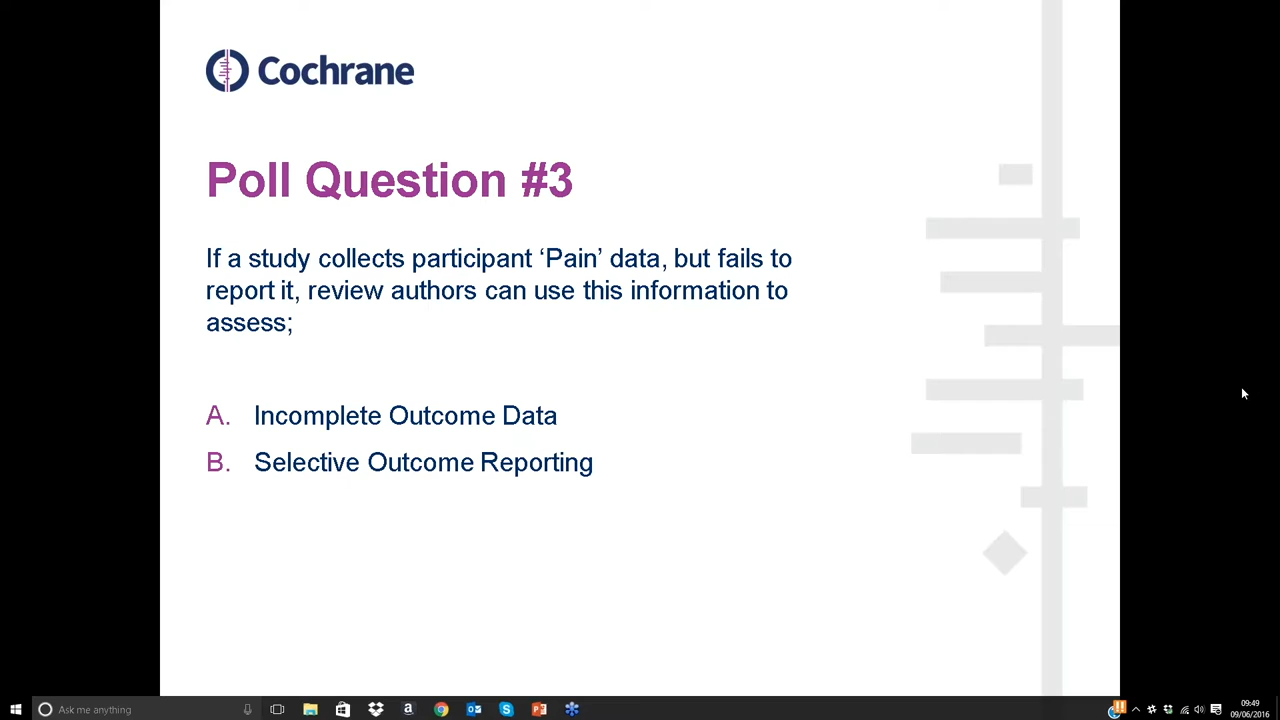 Cochrane
Poll Question #3
If a study collects participant ‘Pain’ data, but fails to
report it, review authors can use this information to
assess;
A. Incomplete Outcome Data
B. Selective Outcome Reporting
Ask me anything
09:49
09/06/2016